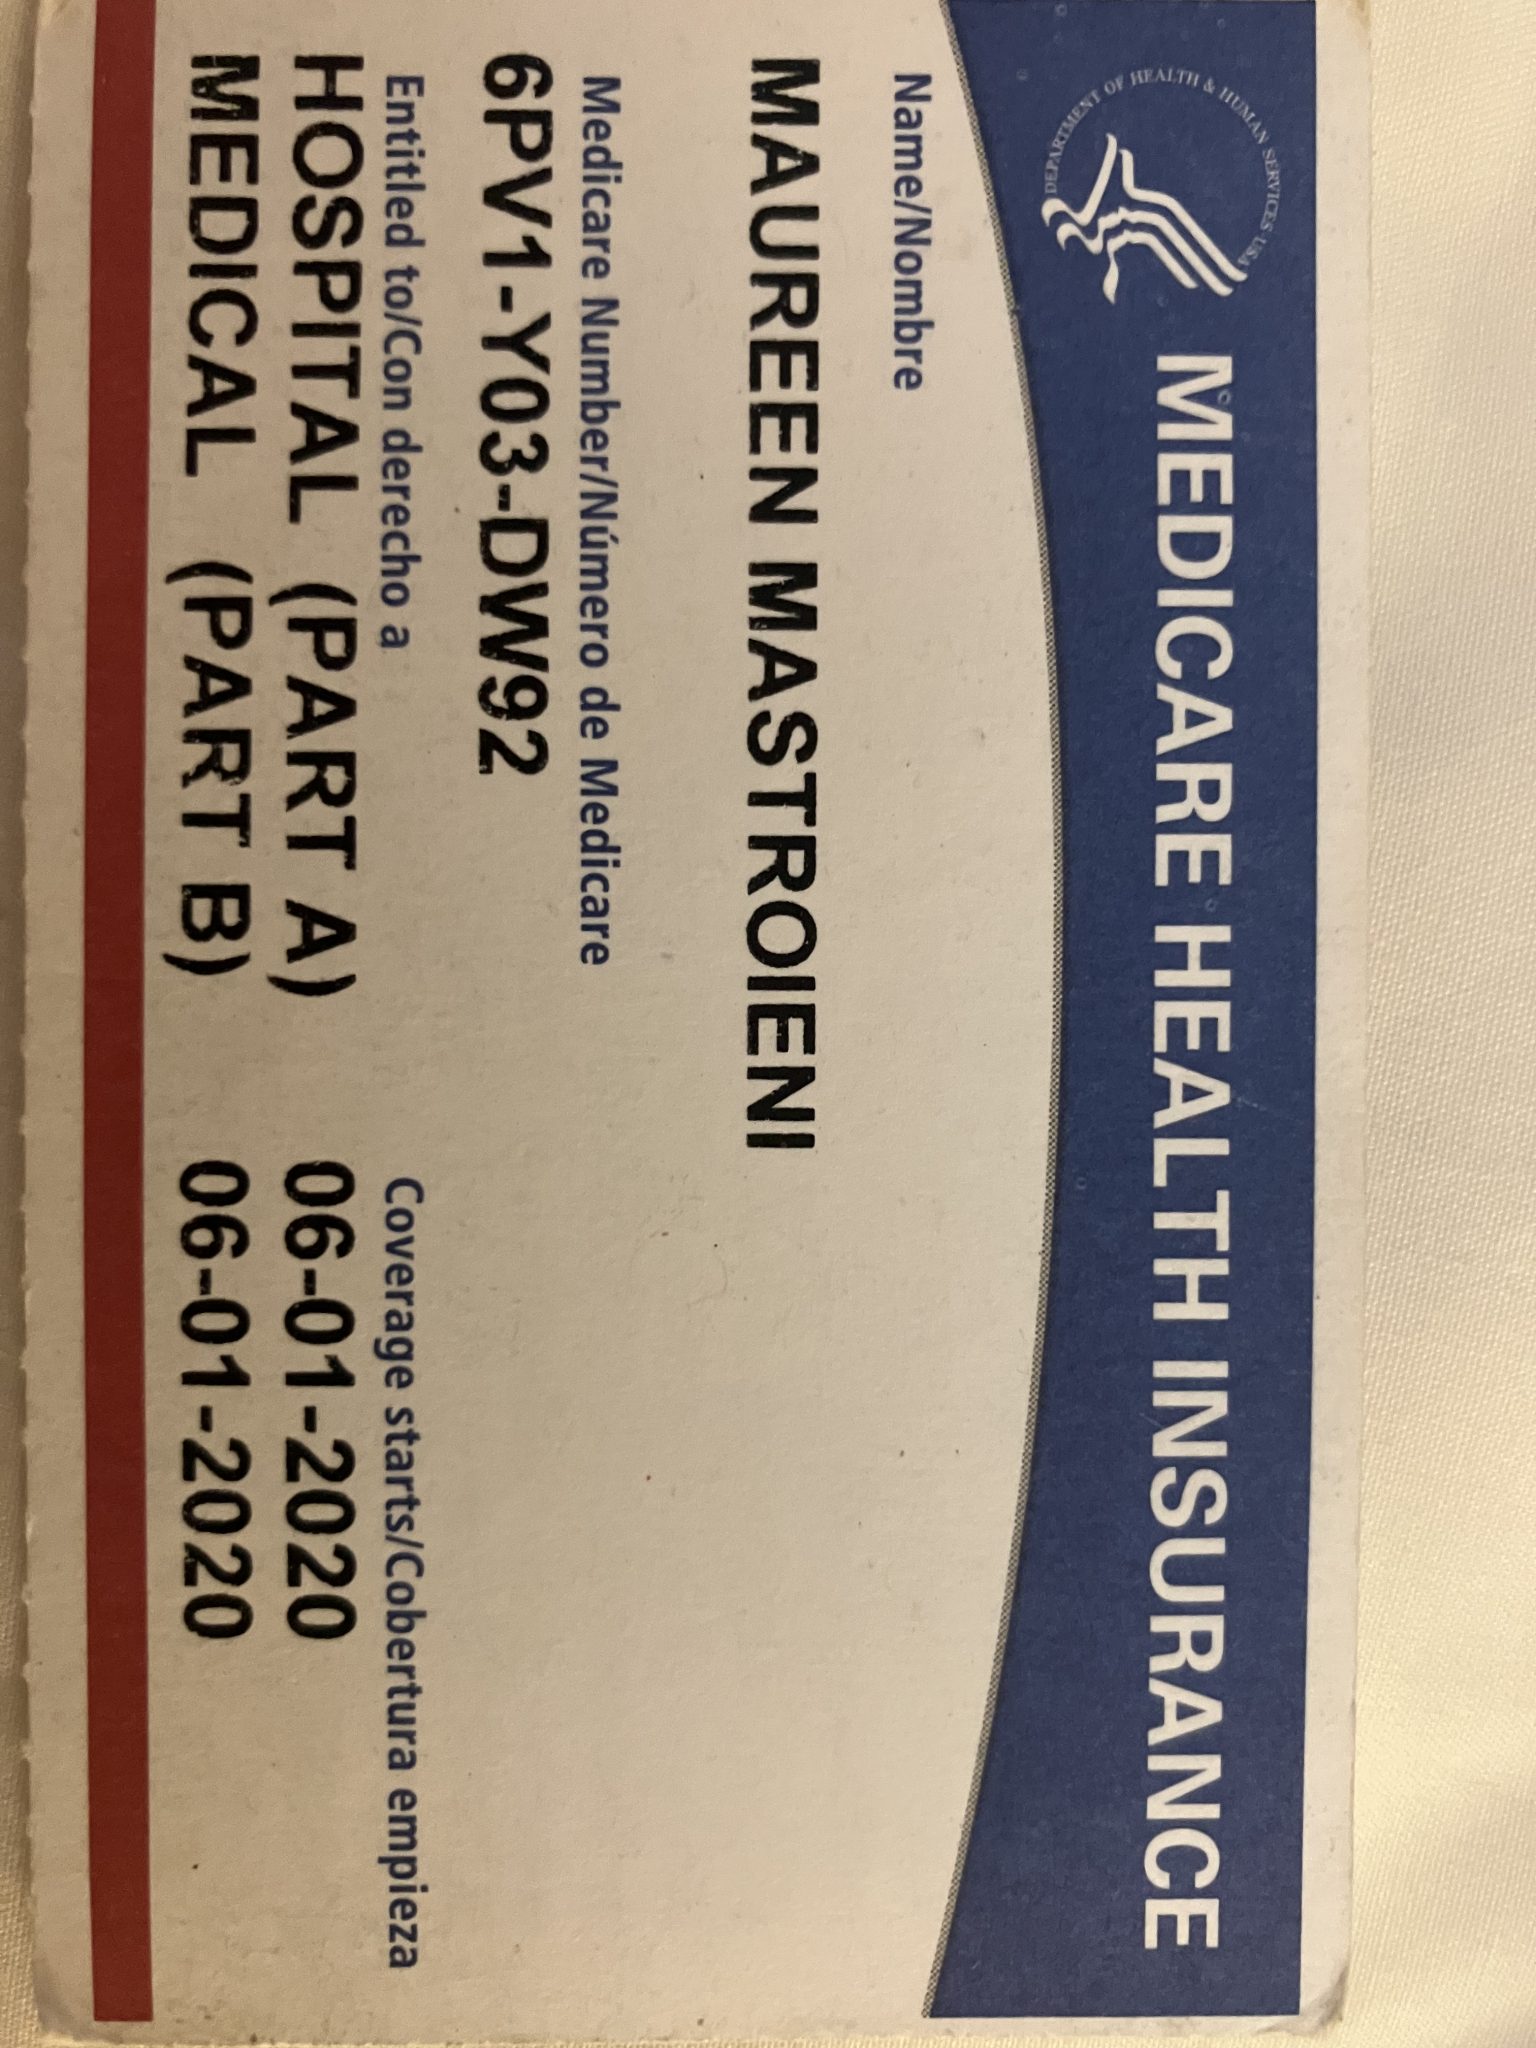 DEPARTMENT OF HEALTH & HUMAN SERVICES USA
MEDICARE HEALTH INSURANCE
Name/Nombre
MAUREEN MASTROIENI
Medicare Number/Número de Medicare
6PV1-Y03-DW92
Entitled to/Con derecho a Coverage starts/Cobertura empieza
HOSPITAL (PART A) 06-01-2020
MEDICAL (PART B) 06-01-2020